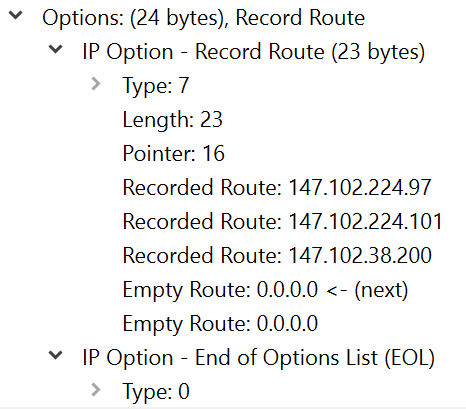 Options: (24 bytes), Record Route
IP Option - Record Route (23 bytes)
Type: 7
Length: 23
Pointer: 16
Recorded Route: 147.102.224.97
Recorded Route: 147.102.224.101
Recorded Route: 147.102.38.200
Empty Route: 0.0.0.0 <- (next)
Empty Route: 0.0.0.0
IP Option - End of Options List (EOL)
Type: 0